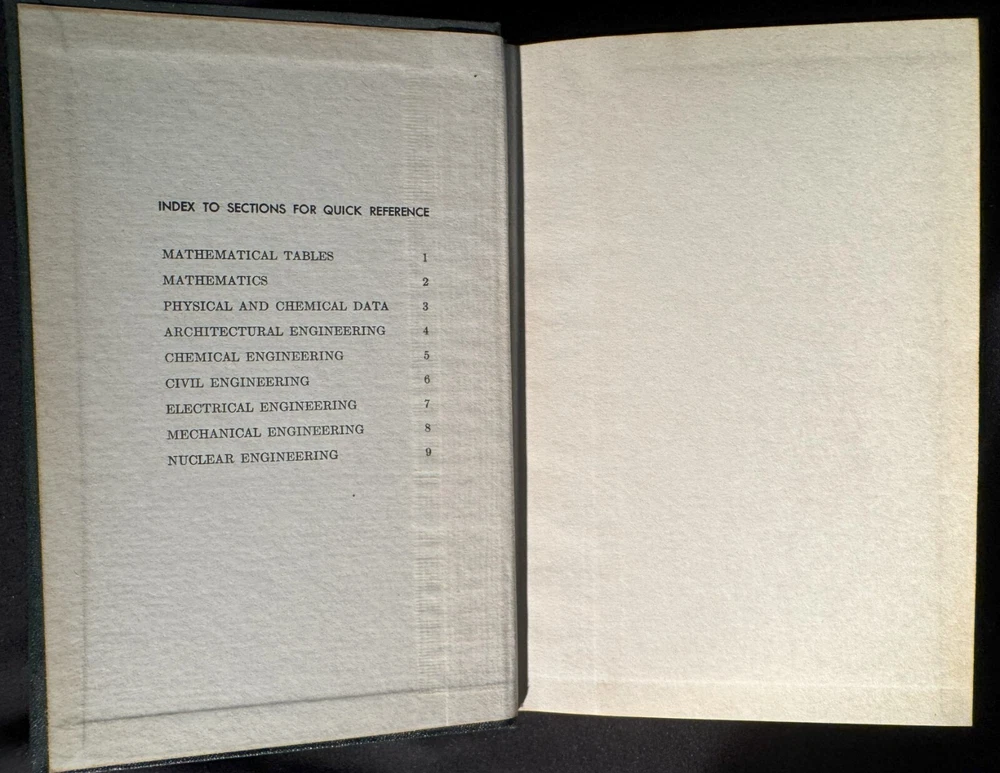 INDEX TO SECTIONS FOR QUICK REFERENCE
MATHEMATICAL TABLES 1
MATHEMATICS 2
PHYSICAL AND CHEMICAL DATA 3
ARCHITECTURAL ENGINEERING 4
CHEMICAL ENGINEERING 5
CIVIL ENGINEERING 6
ELECTRICAL ENGINEERING 7
MECHANICAL ENGINEERING 8
NUCLEAR ENGINEERING 9